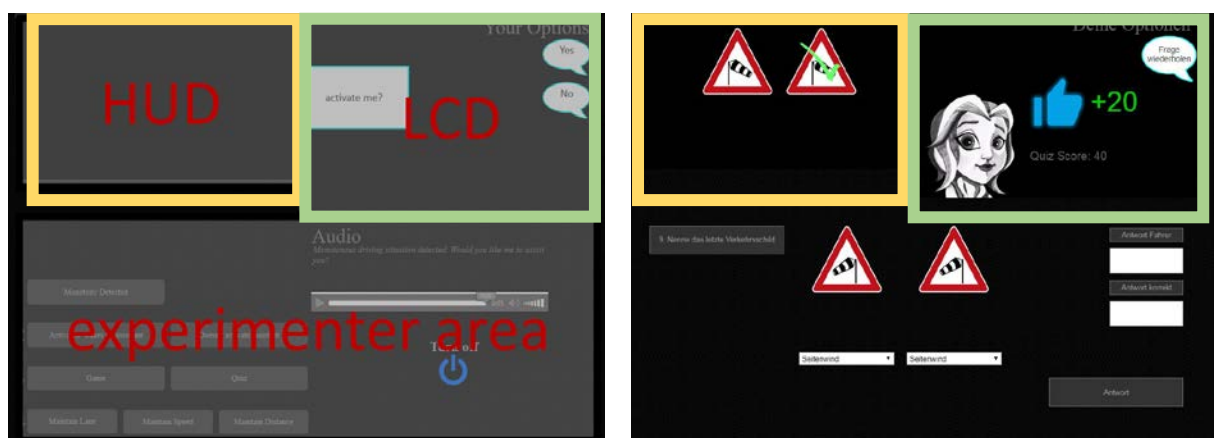 Your Options
Yes
No
activate me?
HUD
LCD
Audio
Monotonous driving situation detected. Would you like me to assist
you?
Monotony Detected
experimenter area
Turn off
Game
Quiz
Maintain Lane
Maintain Speed
Maintain Distance
Deine Optionen
Frage
wiederholen
+20
Quiz Score: 40
9. Nenne das letzte Verkehrsschild
Antwort Fahrer
Antwort korrekt
Seitenwind
Seitenwind
Antwort